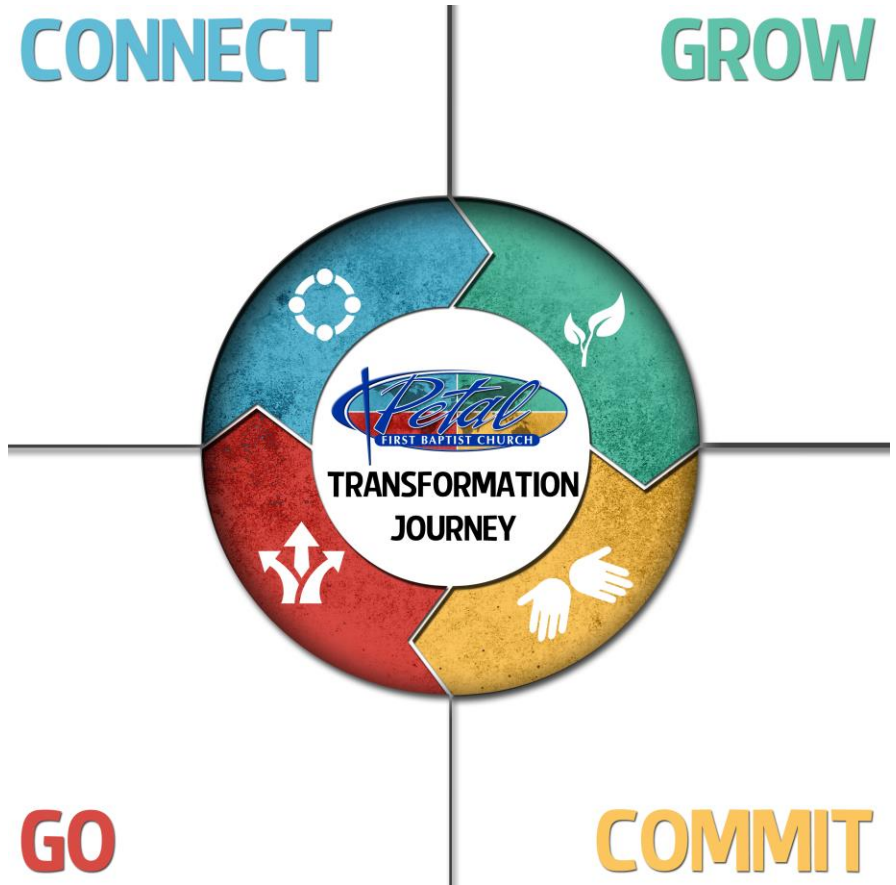 CONNECT
GROW
Petal
FIRST BAPTIST CHURCH
TRANSFORMATION
JOURNEY
GO
COMMIT